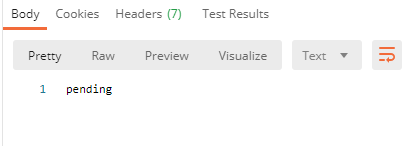 Body Cookies Headers (7) Test Results
Pretty Raw Preview Visualize Text
1 pending